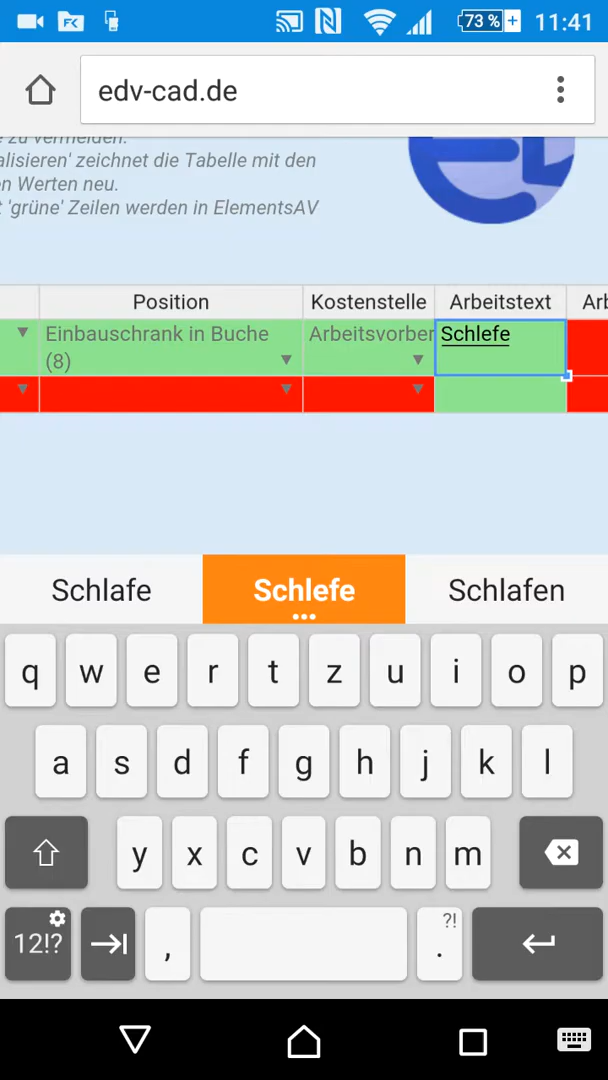 73 %
11:41
edv-cad.de
e zu vermeiden.
alisieren' zeichnet die Tabelle mit den
n Werten neu.
t 'grüne' Zeilen werden in ElementsAV
Position Kostenstelle Arbeitstext Arb
Einbauschrank in Buche
(8)
Arbeitsvorber
Schlefe
Schlafe Schlefe Schlafen
q w e r t z u i o p
a s d f g h j k l
y x c v b n m
12!? , . ?!